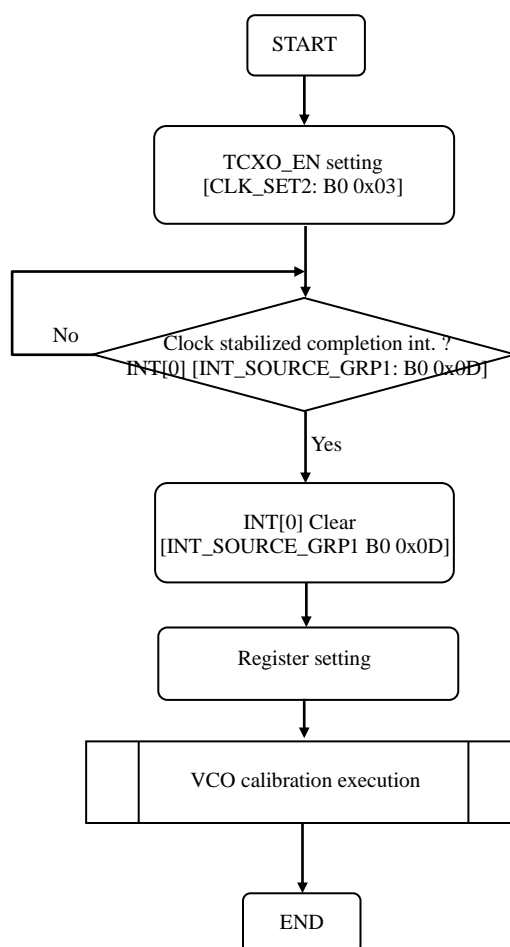 START
TCXO_EN setting
[CLK_SET2: B0 0x03]
No
Clock stabilized completion int. ?
INT[0] [INT_SOURCE_GRP1: B0 0x0D]
Yes
INT[0] Clear
[INT_SOURCE_GRP1 B0 0x0D]
Register setting
VCO calibration execution
END